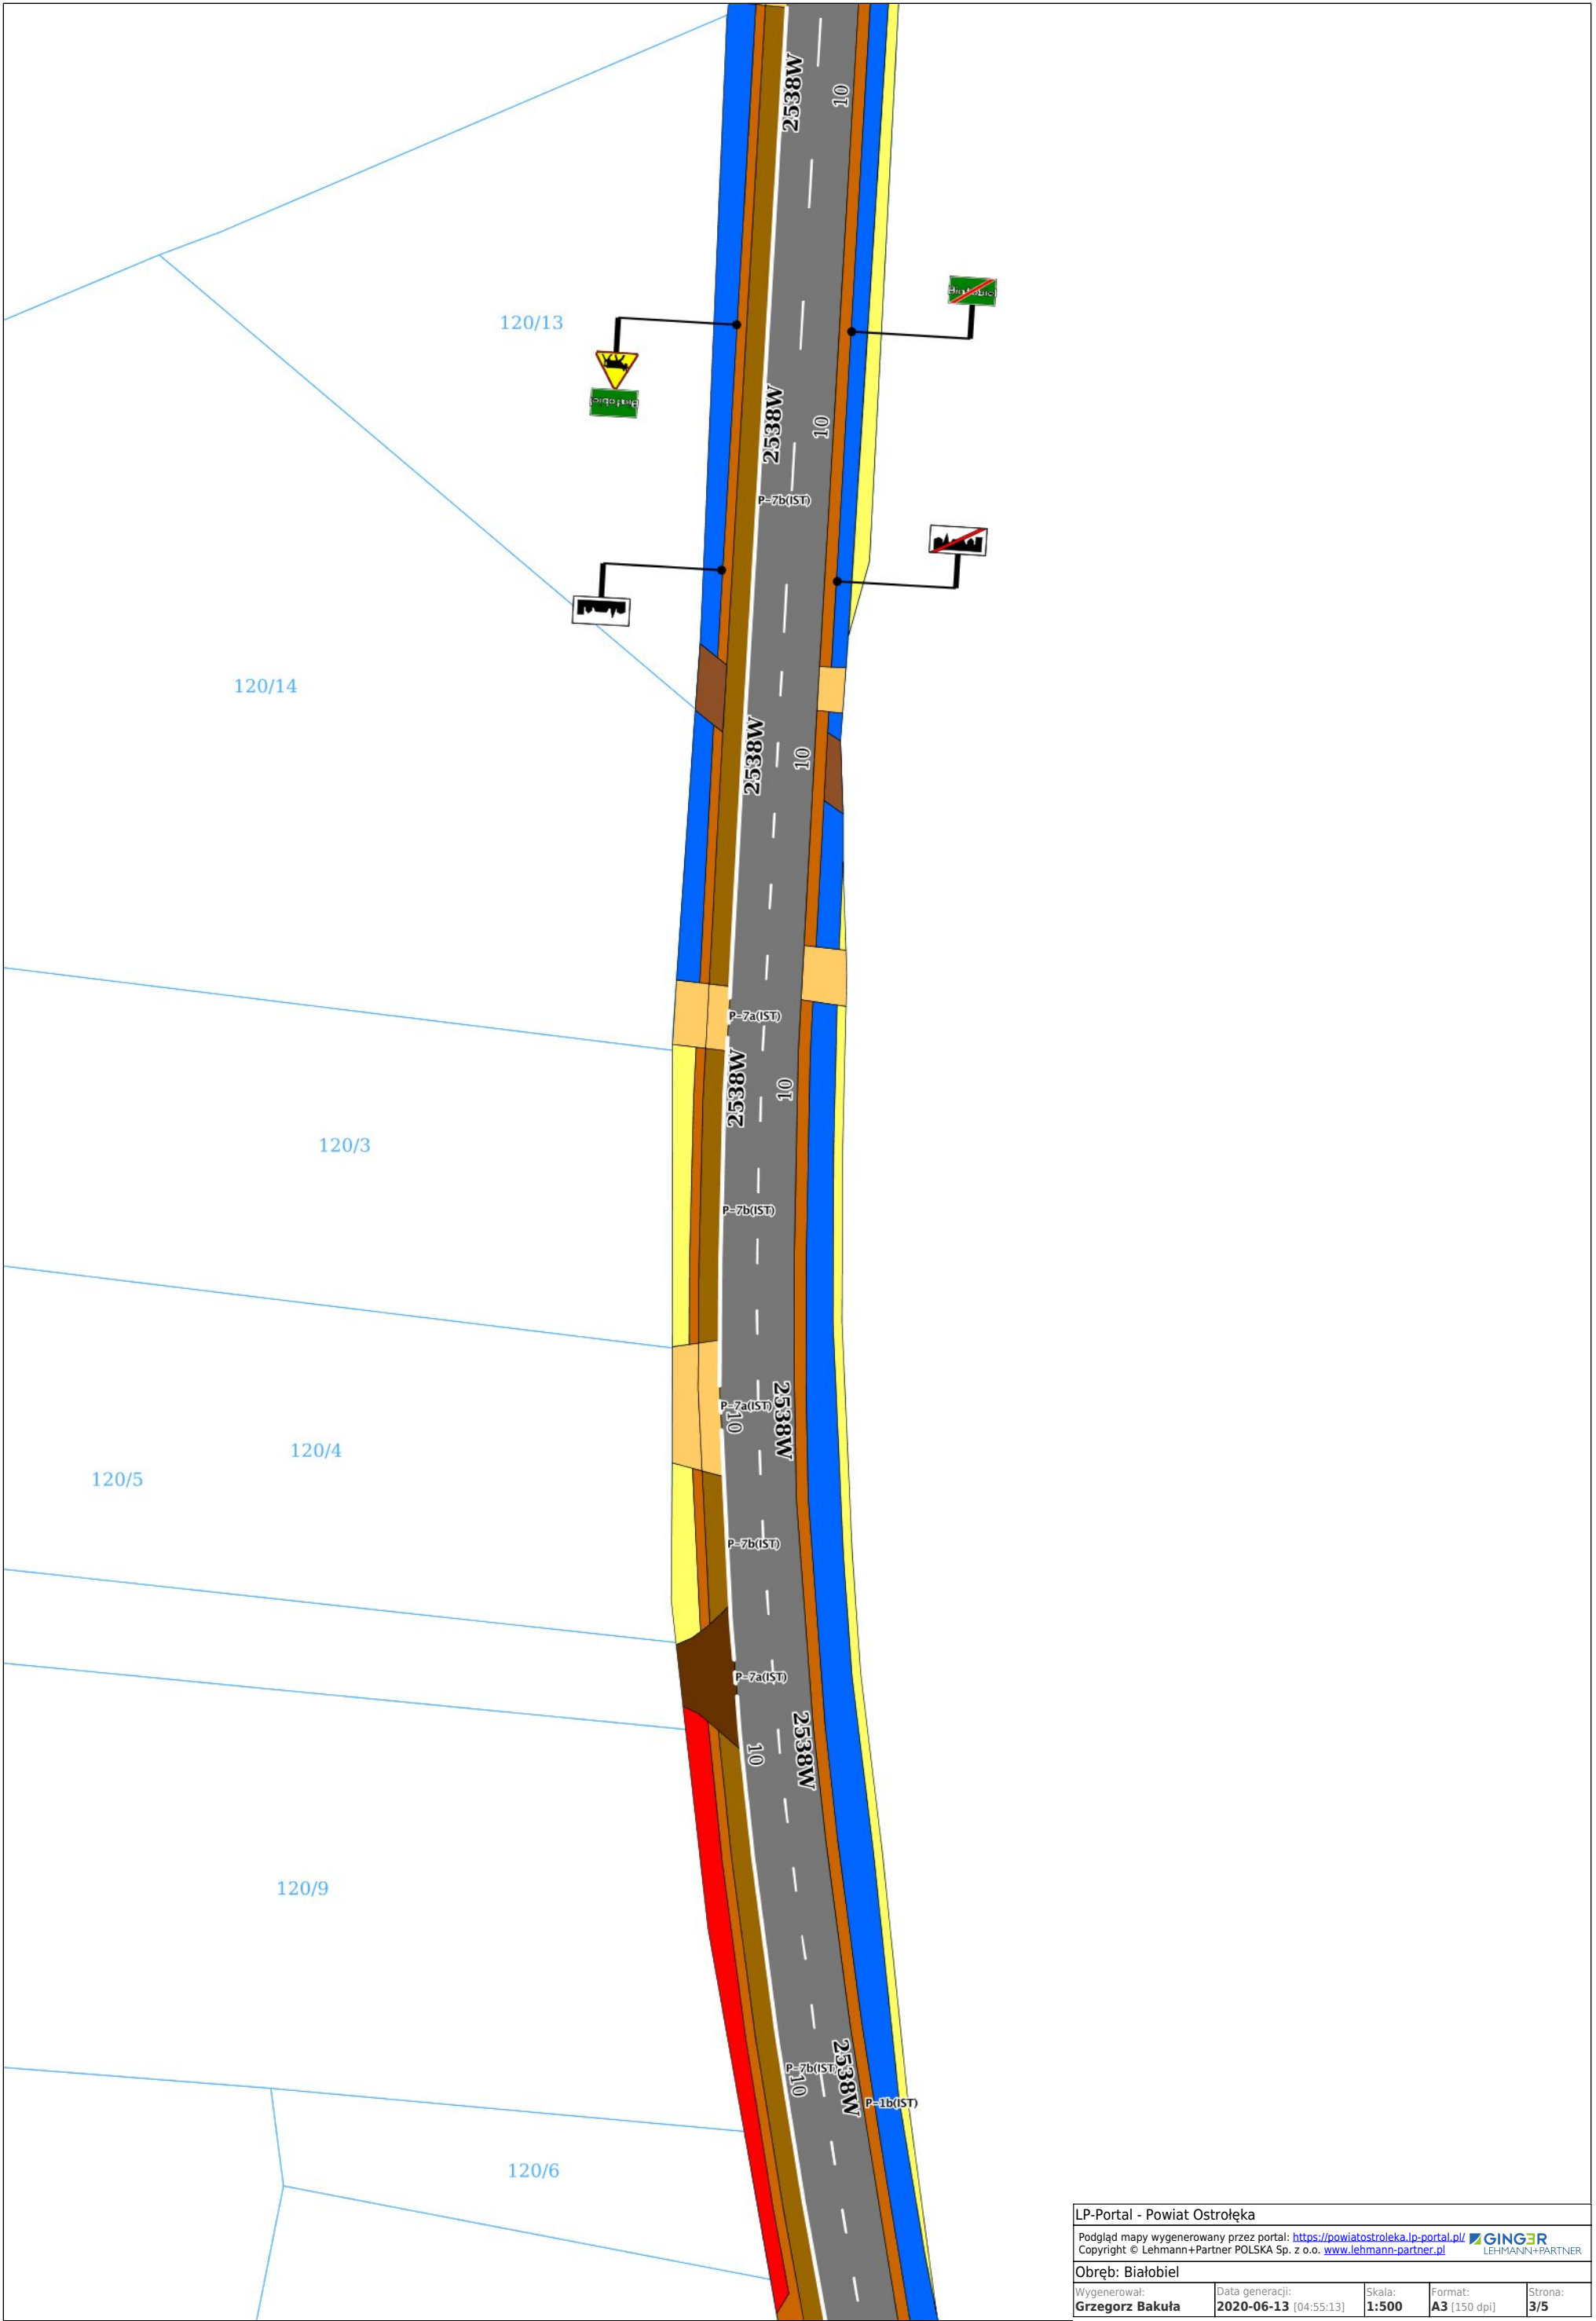 2538W
10
120/13
Białobiel
Białobiel
2538W
10
P-7b(IST)
120/14
2538W
10
P-7a(IST)
2538W
10
120/3
P-7b(IST)
2538W
P-7a(IST)
10
120/4
120/5
P-7b(IST)
P-7a(IST)
2538W
10
120/9
2538W
P-7b(IST)
10
P-1b(IST)
120/6
LP-Portal - Powiat Ostrołęka
Podgląd mapy wygenerowany przez portal: https://powiatostroleka.lp-portal.pl/
Copyright © Lehmann+Partner POLSKA Sp. z o.o. www.lehmann-partner.pl
GINGER
LEHMANN+PARTNER
Obręb: Białobiel
Wygenerował: Data generacji: Skala: Format: Strona:
Grzegorz Bakuła 2020-06-13 [04:55:13] 1:500 A3 [150 dpi] 3/5